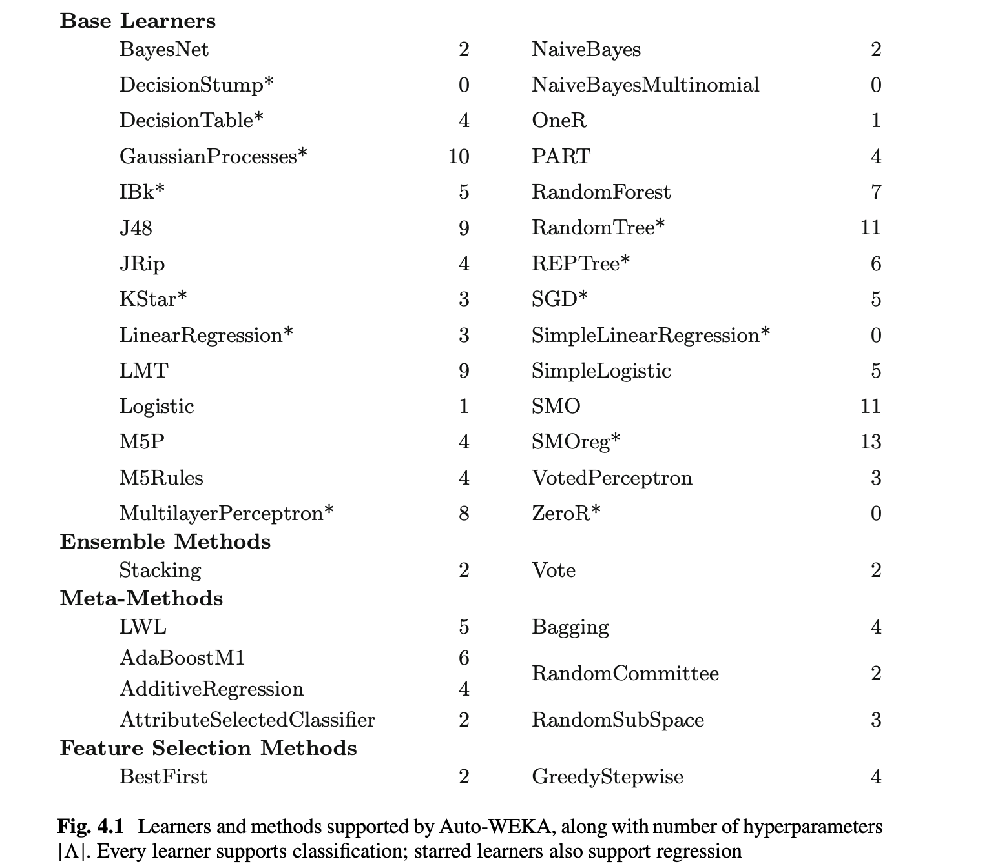 Base Learners
BayesNet 2 NaiveBayes 2
DecisionStump* 0 NaiveBayesMultinomial 0
DecisionTable* 4 OneR 1
GaussianProcesses* 10 PART 4
IBk* 5 RandomForest 7
J48 9 RandomTree* 11
JRip 4 REPTree* 6
KStar* 3 SGD* 5
LinearRegression* 3 SimpleLinearRegression* 0
LMT 9 SimpleLogistic 5
Logistic 1 SMO 11
M5P 4 SMOreg* 13
M5Rules 4 VotedPerceptron 3
MultilayerPerceptron* 8 ZeroR* 0
Ensemble Methods
Stacking 2 Vote 2
Meta-Methods
LWL 5 Bagging 4
AdaBoostM1 6
RandomCommittee 2
AdditiveRegression 4
AttributeSelectedClassifier 2 RandomSubSpace 3
Feature Selection Methods
BestFirst 2 GreedyStepwise 4
Fig. 4.1 Learners and methods supported by Auto-WEKA, along with number of hyperparameters
|Λ|. Every learner supports classification; starred learners also support regression